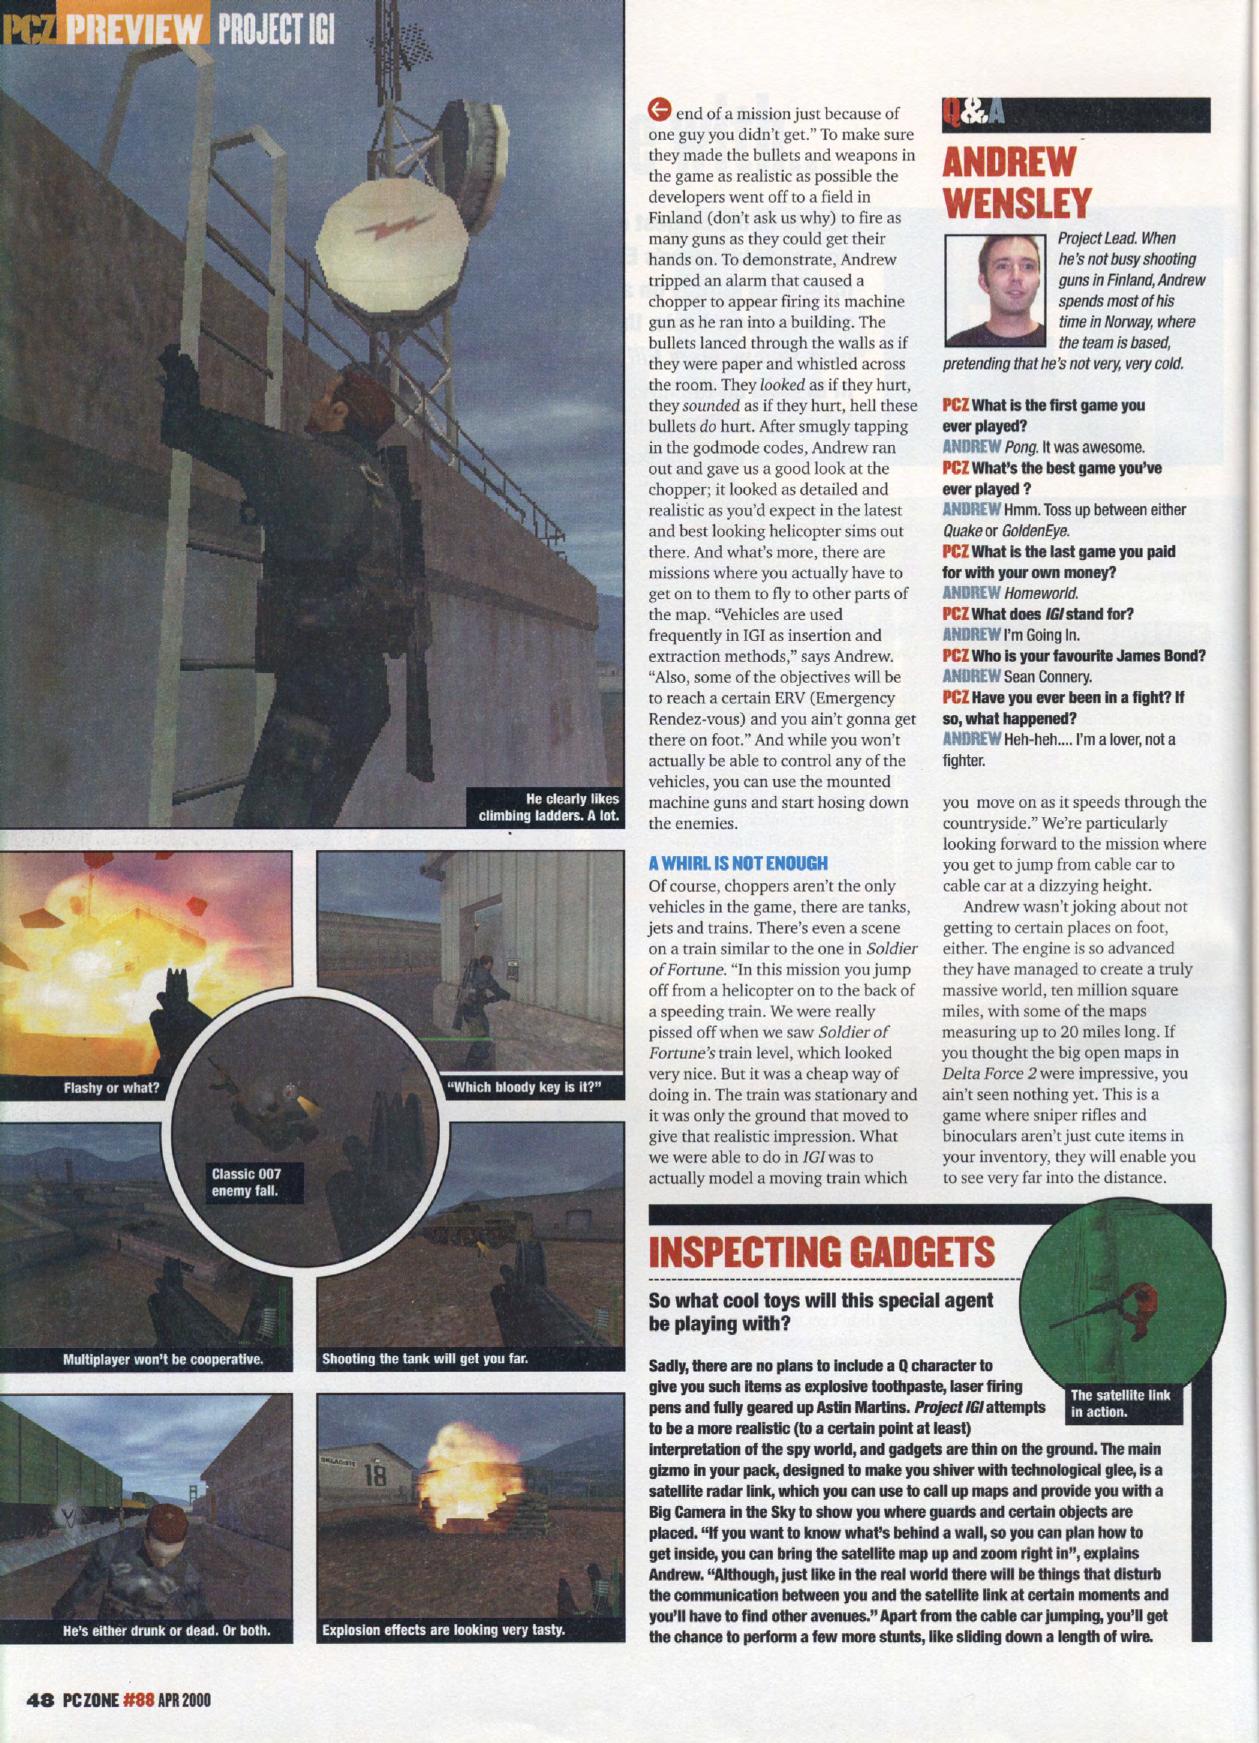 PCZ PREVIEW PROJECT IGI
He clearly likes
climbing ladders. A lot.
Flashy or what?
"Which bloody key is it?"
Classic 007
enemy fall.
Multiplayer won't be cooperative.
Shooting the tank will get you far.
18
He's either drunk or dead. Or both.
Explosion effects are looking very tasty.
end of a mission just because of
one guy you didn't get." To make sure
they made the bullets and weapons in
the game as realistic as possible the
developers went off to a field in
Finland (don't ask us why) to fire as
many guns as they could get their
hands on. To demonstrate, Andrew
tripped an alarm that caused a
chopper to appear firing its machine
gun as he ran into a building. The
bullets lanced through the walls as if
they were paper and whistled across
the room. They looked as if they hurt,
they sounded as if they hurt, hell these
bullets do hurt. After smugly tapping
in the godmode codes, Andrew ran
out and gave us a good look at the
chopper; it looked as detailed and
realistic as you'd expect in the latest
and best looking helicopter sims out
there. And what's more, there are
missions where you actually have to
get on to them to fly to other parts of
the map. "Vehicles are used
frequently in IGI as insertion and
extraction methods," says Andrew.
"Also, some of the objectives will be
to reach a certain ERV (Emergency
Rendez-vous) and you ain't gonna get
there on foot." And while you won't
actually be able to control any of the
vehicles, you can use the mounted
machine guns and start hosing down
the enemies.
A WHIRL IS NOT ENOUGH
Of course, choppers aren't the only
vehicles in the game, there are tanks,
jets and trains. There's even a scene
on a train similar to the one in Soldier
of Fortune. "In this mission you jump
off from a helicopter on to the back of
a speeding train. We were really
pissed off when we saw Soldier of
Fortune's train level, which looked
very nice. But it was a cheap way of
doing in. The train was stationary and
it was only the ground that moved to
give that realistic impression. What
we were able to do in IGI was to
actually model a moving train which
Q&A
ANDREW
WENSLEY
Project Lead. When
he's not busy shooting
guns in Finland, Andrew
spends most of his
time in Norway, where
the team is based,
pretending that he's not very, very cold.
PCZ What is the first game you
ever played?
ANDREW Pong. It was awesome.
PCZ What's the best game you've
ever played ?
ANDREW Hmm. Toss up between either
Quake or GoldenEye.
PCZ What is the last game you paid
for with your own money?
ANDREW Homeworld.
PCZ What does IGI stand for?
ANDREW I'm Going In.
PCZ Who is your favourite James Bond?
ANDREW Sean Connery.
PCZ Have you ever been in a fight? If
so, what happened?
ANDREW Heh-heh.... I'm a lover, not a
fighter.
you move on as it speeds through the
countryside." We're particularly
looking forward to the mission where
you get to jump from cable car to
cable car at a dizzying height.
Andrew wasn't joking about not
getting to certain places on foot,
either. The engine is so advanced
they have managed to create a truly
massive world, ten million square
miles, with some of the maps
measuring up to 20 miles long. If
you thought the big open maps in
Delta Force 2 were impressive, you
ain't seen nothing yet. This is a
game where sniper rifles and
binoculars aren't just cute items in
your inventory, they will enable you
to see very far into the distance.
INSPECTING GADGETS
So what cool toys will this special agent
be playing with?
Sadly, there are no plans to include a Q character to
give you such items as explosive toothpaste, laser firing
pens and fully geared up Astin Martins. Project IGI attempts
to be a more realistic (to a certain point at least)
interpretation of the spy world, and gadgets are thin on the ground. The main
gizmo in your pack, designed to make you shiver with technological glee, is a
satellite radar link, which you can use to call up maps and provide you with a
Big Camera in the Sky to show you where guards and certain objects are
placed. "If you want to know what's behind a wall, so you can plan how to
get inside, you can bring the satellite map up and zoom right in", explains
Andrew. "Although, just like in the real world there will be things that disturb
the communication between you and the satellite link at certain moments and
you'll have to find other avenues." Apart from the cable car jumping, you'll get
the chance to perform a few more stunts, like sliding down a length of wire.
The satellite link
in action.
48 PC ZONE #88 APR 2000